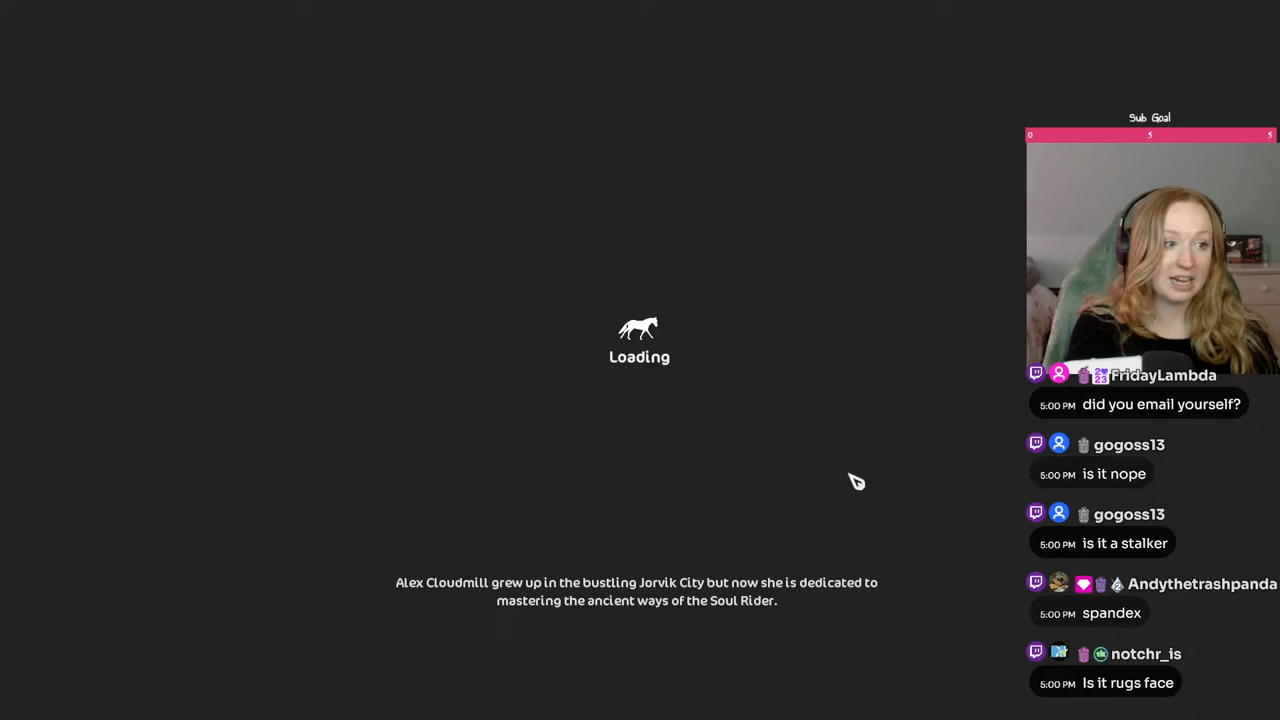 Sub Goal
0 5 5
Loading
FridayLambda
5:00 PM did you email yourself?
gogoss13
5:00 PM is it nope
gogoss13
5:00 PM is it a stalker
Andythetrashpanda
5:00 PM spandex
notchr_is
5:00 PM Is it rugs face
Alex Cloudmill grew up in the bustling Jorvik City but now she is dedicated to
mastering the ancient ways of the Soul Rider.